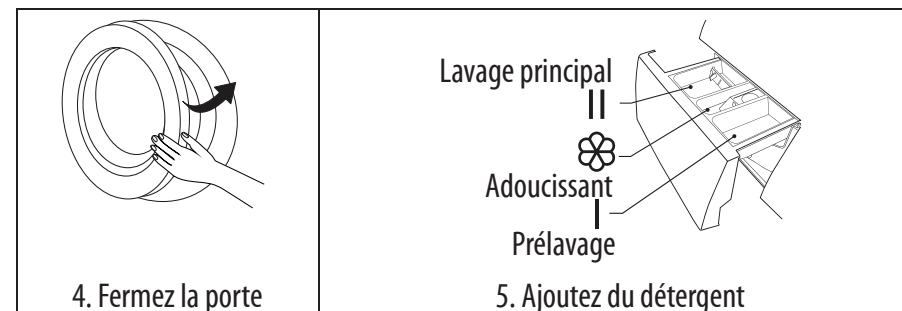 Lavage principal
II
Adoucissant
I
Prélavage
4. Fermez la porte
5. Ajoutez du détergent